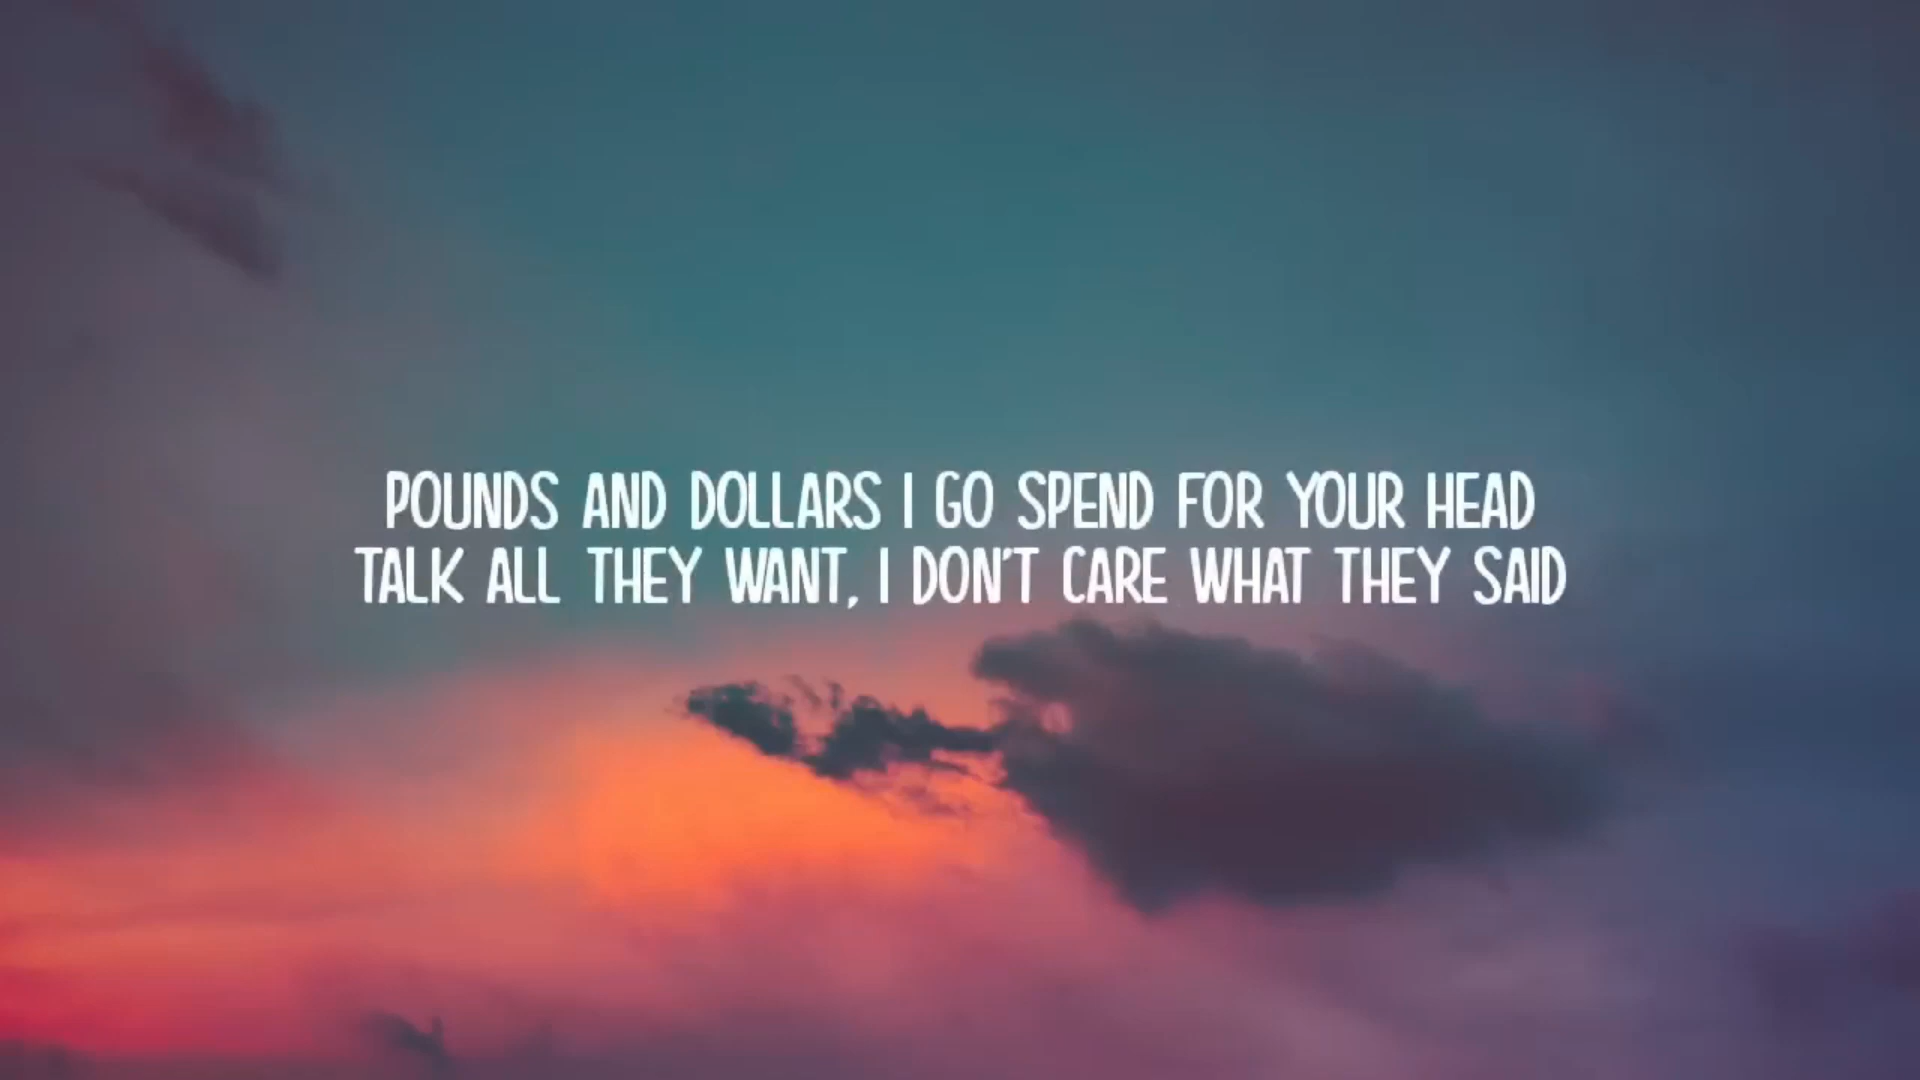 POUNDS AND DOLLARS I GO SPEND FOR YOUR HEAD
TALK ALL THEY WANT, I DON'T CARE WHAT THEY SAID